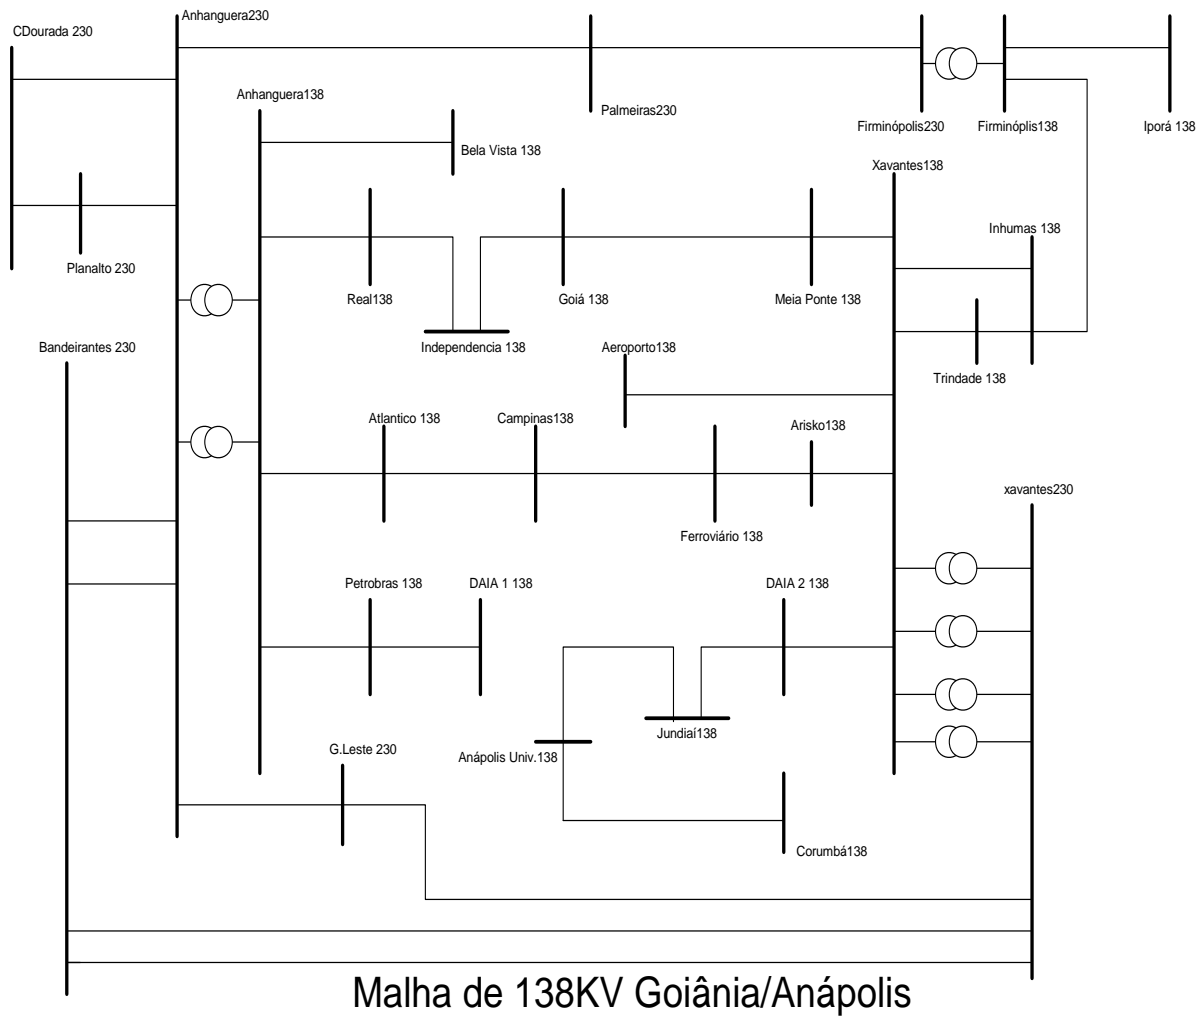 Anhanguera230
CDourada 230
Anhanguera138
Palmeiras230
Firminópolis230
Firminóplis138
Iporá 138
Bela Vista 138
Xavantes138
Inhumas 138
Planalto 230
Real138
Goiá 138
Meia Ponte 138
Bandeirantes 230
Independencia 138
Aeroporto138
Trindade 138
Atlantico 138
Campinas138
Arisko138
xavantes230
Ferroviário 138
Petrobras 138
DAIA 1 138
DAIA 2 138
Jundiaí138
G.Leste 230
Anápolis Univ.138
Corumbá138
Malha de 138KV Goiânia/Anápolis